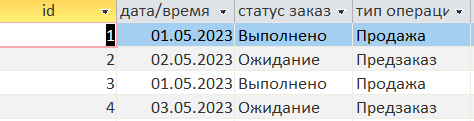 id дата/время статус заказ тип операци
1 01.05.2023 Выполнено Продажа
2 02.05.2023 Ожидание Предзаказ
3 01.05.2023 Выполнено Продажа
4 03.05.2023 Ожидание Предзаказ